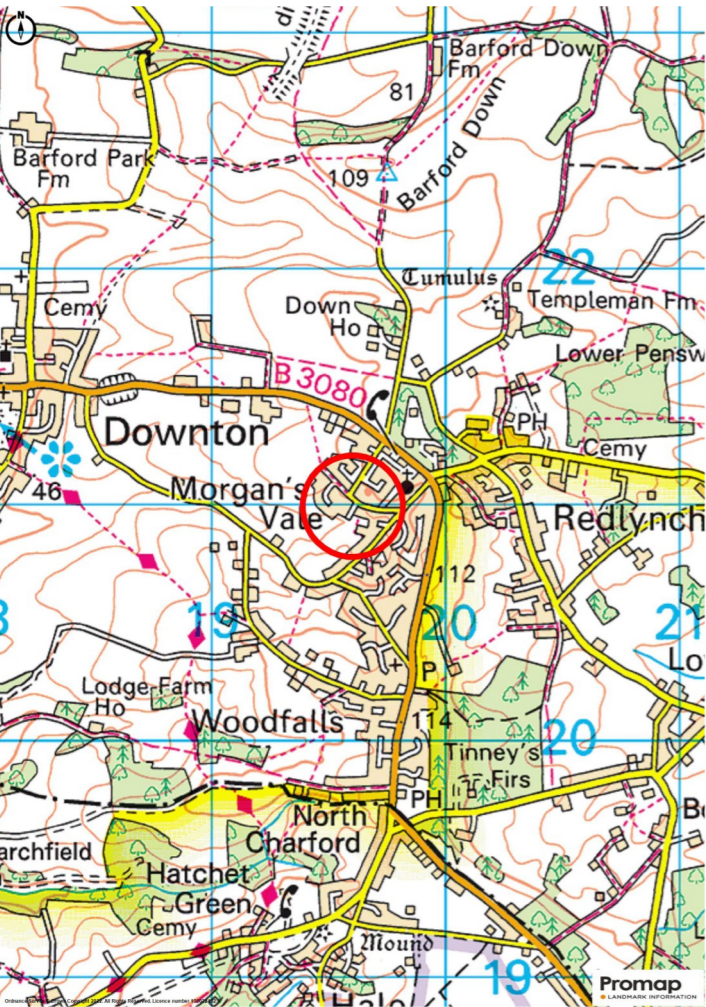 N
Barford Down
Fm
81
Barford Park
Fm
109
Barford Down
22
Tumulus
Templeman Fm
Cemy
Down
Ho
Lower Pensw
B 3080
PH
Downton
Cemy
46
Morgan's
Vale
Redlynch
112
19
20
21
P
Lo
Lodge Farm
Ho
Woodfalls
114
20
Tinney's
Firs
PH
North
Charford
archfield
Hatchet
Green
Cemy
Mound
19
Hale
Promap
LANDMARK INFORMATION